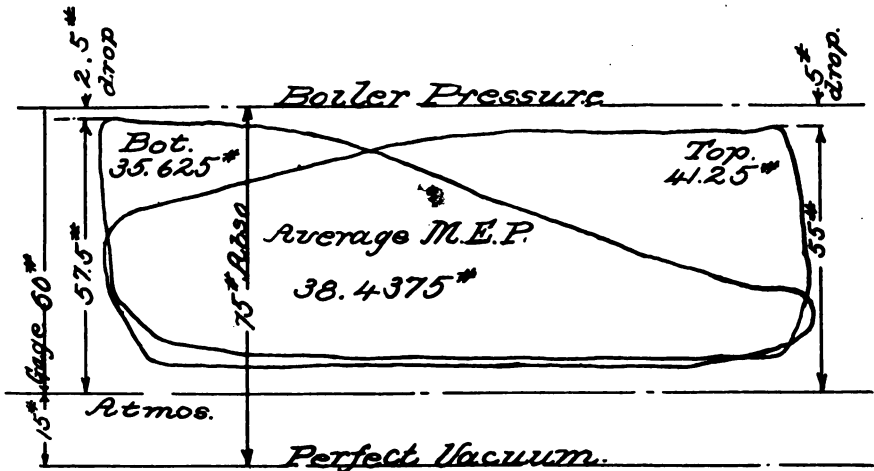 2.5#
drop
5#
drop.
Boiler Pressure
Bot.
35.625#
Top.
41.25#
Average M.E.P.
38.4375#
57.5#
55#
Gage 60#
15#
75# Abso
Atmos.
Perfect Vacuum.